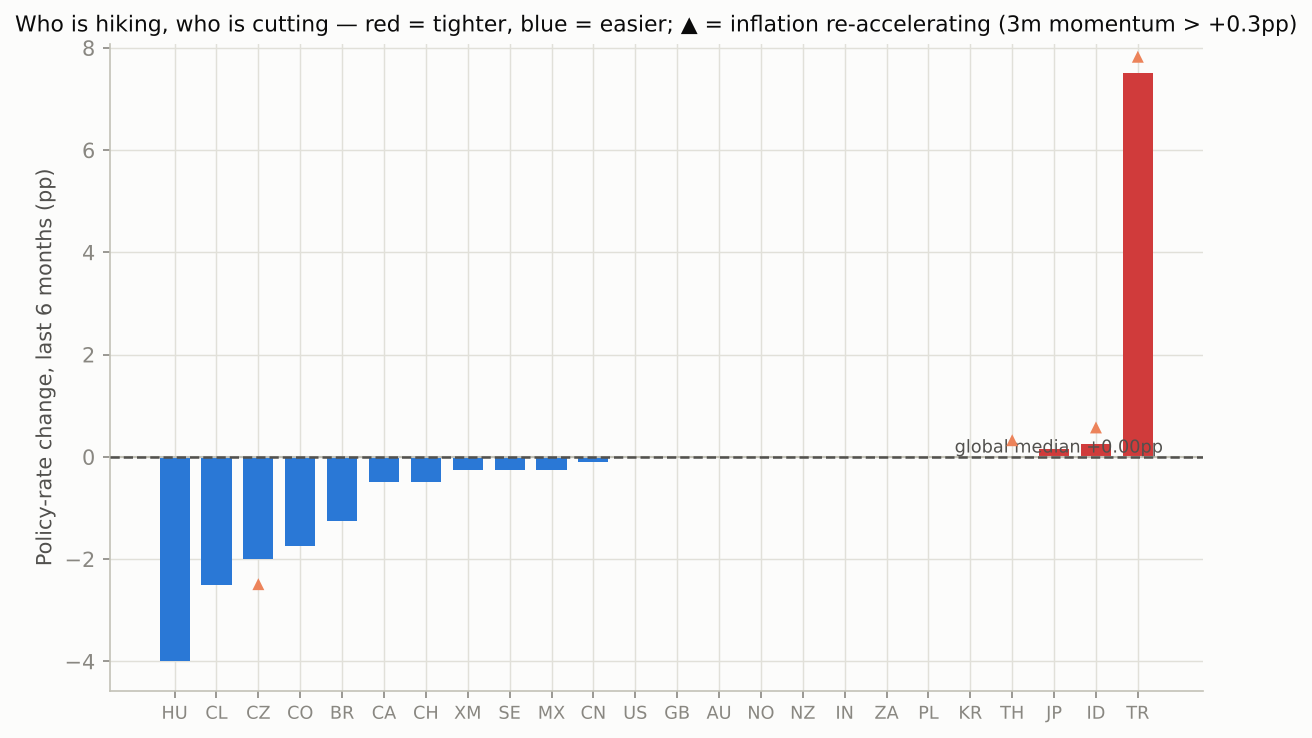 Who is hiking, who is cutting — red = tighter, blue = easier; ▲ = inflation re-accelerating (3m momentum > +0.3pp)
Policy-rate change, last 6 months (pp)
8
6
4
2
0
−2
−4
global median +0.00pp
HU CL CZ CO BR CA CH XM SE MX CN US GB AU NO NZ IN ZA PL KR TH JP ID TR